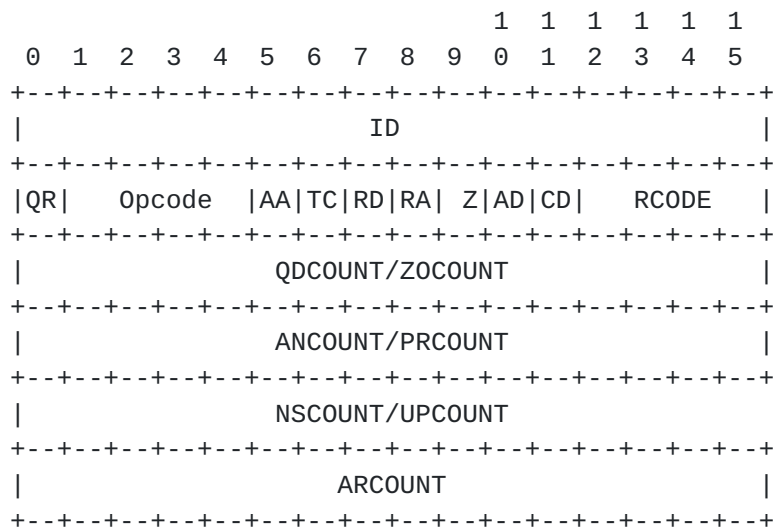 1  1  1  1  1  1
  0  1  2  3  4  5  6  7  8  9  0  1  2  3  4  5
+--+--+--+--+--+--+--+--+--+--+--+--+--+--+--+--+
|                      ID                       |
+--+--+--+--+--+--+--+--+--+--+--+--+--+--+--+--+
|QR|   Opcode  |AA|TC|RD|RA| Z|AD|CD|   RCODE   |
+--+--+--+--+--+--+--+--+--+--+--+--+--+--+--+--+
|                QDCOUNT/ZOCOUNT                |
+--+--+--+--+--+--+--+--+--+--+--+--+--+--+--+--+
|                ANCOUNT/PRCOUNT                |
+--+--+--+--+--+--+--+--+--+--+--+--+--+--+--+--+
|                NSCOUNT/UPCOUNT                |
+--+--+--+--+--+--+--+--+--+--+--+--+--+--+--+--+
|                    ARCOUNT                    |
+--+--+--+--+--+--+--+--+--+--+--+--+--+--+--+--+